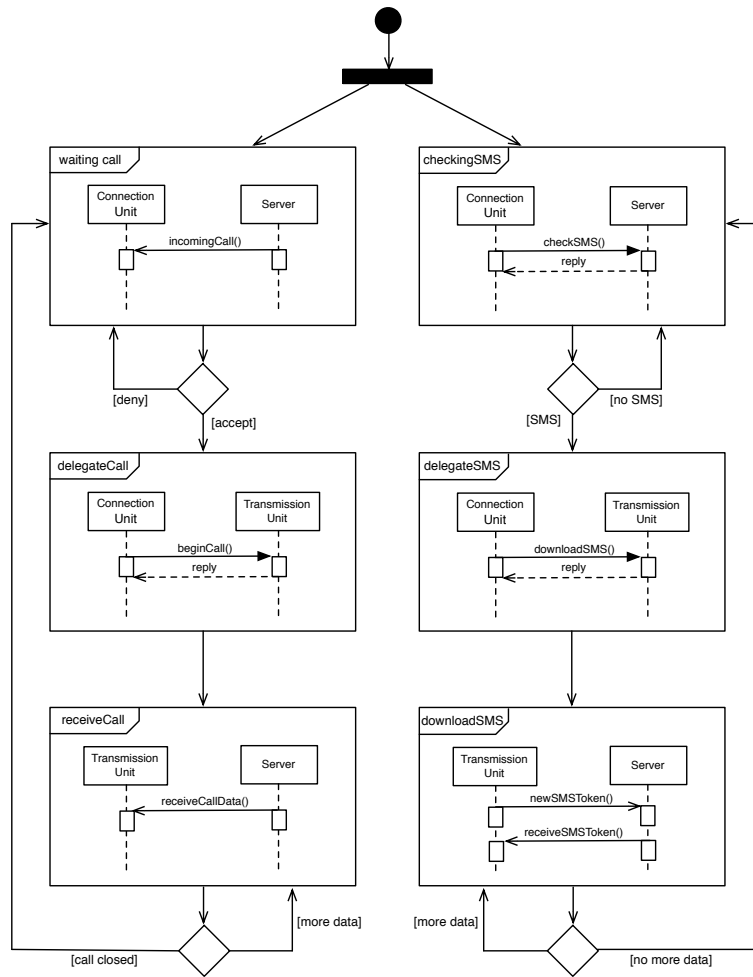 waiting call
Connection
Unit
Server
incomingCall()
[deny]
[accept]
delegateCall
Connection
Unit
Transmission
Unit
beginCall()
reply
receiveCall
Transmission
Unit
Server
receiveCallData()
[more data]
[call closed]
checkingSMS
Connection
Unit
Server
checkSMS()
reply
[no SMS]
[SMS]
delegateSMS
Connection
Unit
Transmission
Unit
downloadSMS()
reply
downloadSMS
Transmission
Unit
Server
newSMSToken()
receiveSMSToken()
[more data]
[no more data]